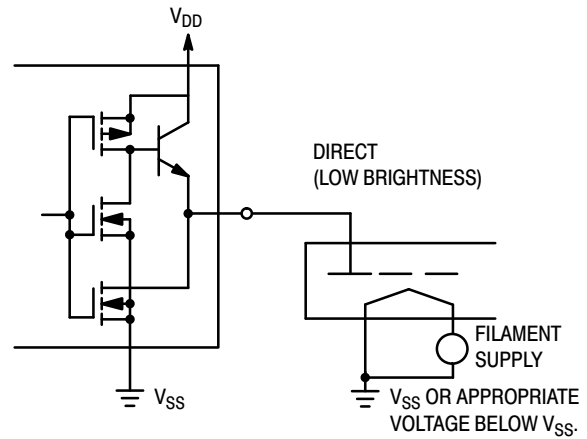 VDD
DIRECT
(LOW BRIGHTNESS)
FILAMENT
SUPPLY
VSS
VSS OR APPROPRIATE
VOLTAGE BELOW VSS.